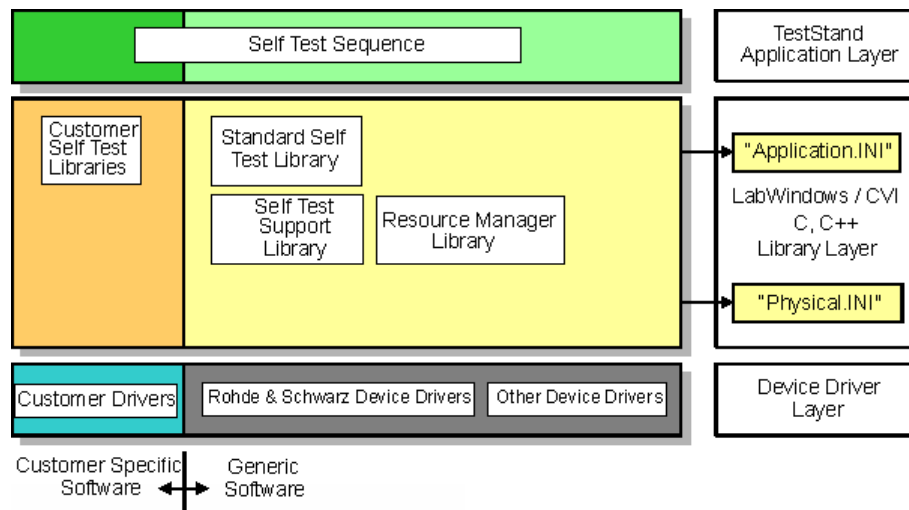 Self Test Sequence
TestStand
Application Layer
Customer
Self Test
Libraries
Standard Self
Test Library
Self Test
Support
Library
Resource Manager
Library
"Application.INI"
LabWindows / CVI
C, C++
Library Layer
"Physical.INI"
Customer Drivers
Rohde & Schwarz Device Drivers
Other Device Drivers
Device Driver
Layer
Customer Specific
Software
Generic
Software